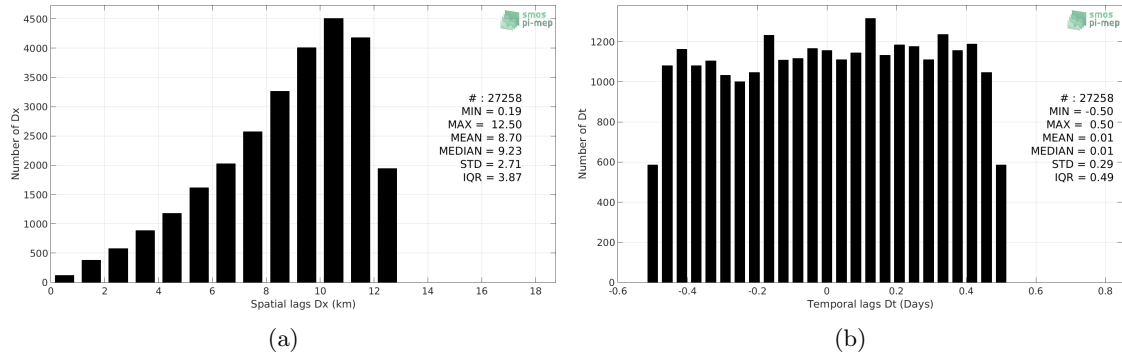 4500
4000
3500
3000
2500
2000
1500
1000
500
0
Number of Dx
smos
pi-mep
# : 27258
MIN = 0.19
MAX = 12.50
MEAN = 8.70
MEDIAN = 9.23
STD = 2.71
IQR = 3.87
0 2 4 6 8 10 12 14 16 18
Spatial lags Dx (km)
(a)
1200
1000
800
600
400
200
0
Number of Dt
smos
pi-mep
# : 27258
MIN = -0.50
MAX = 0.50
MEAN = 0.01
MEDIAN = 0.01
STD = 0.29
IQR = 0.49
-0.6 -0.4 -0.2 0 0.2 0.4 0.6 0.8
Temporal lags Dt (Days)
(b)